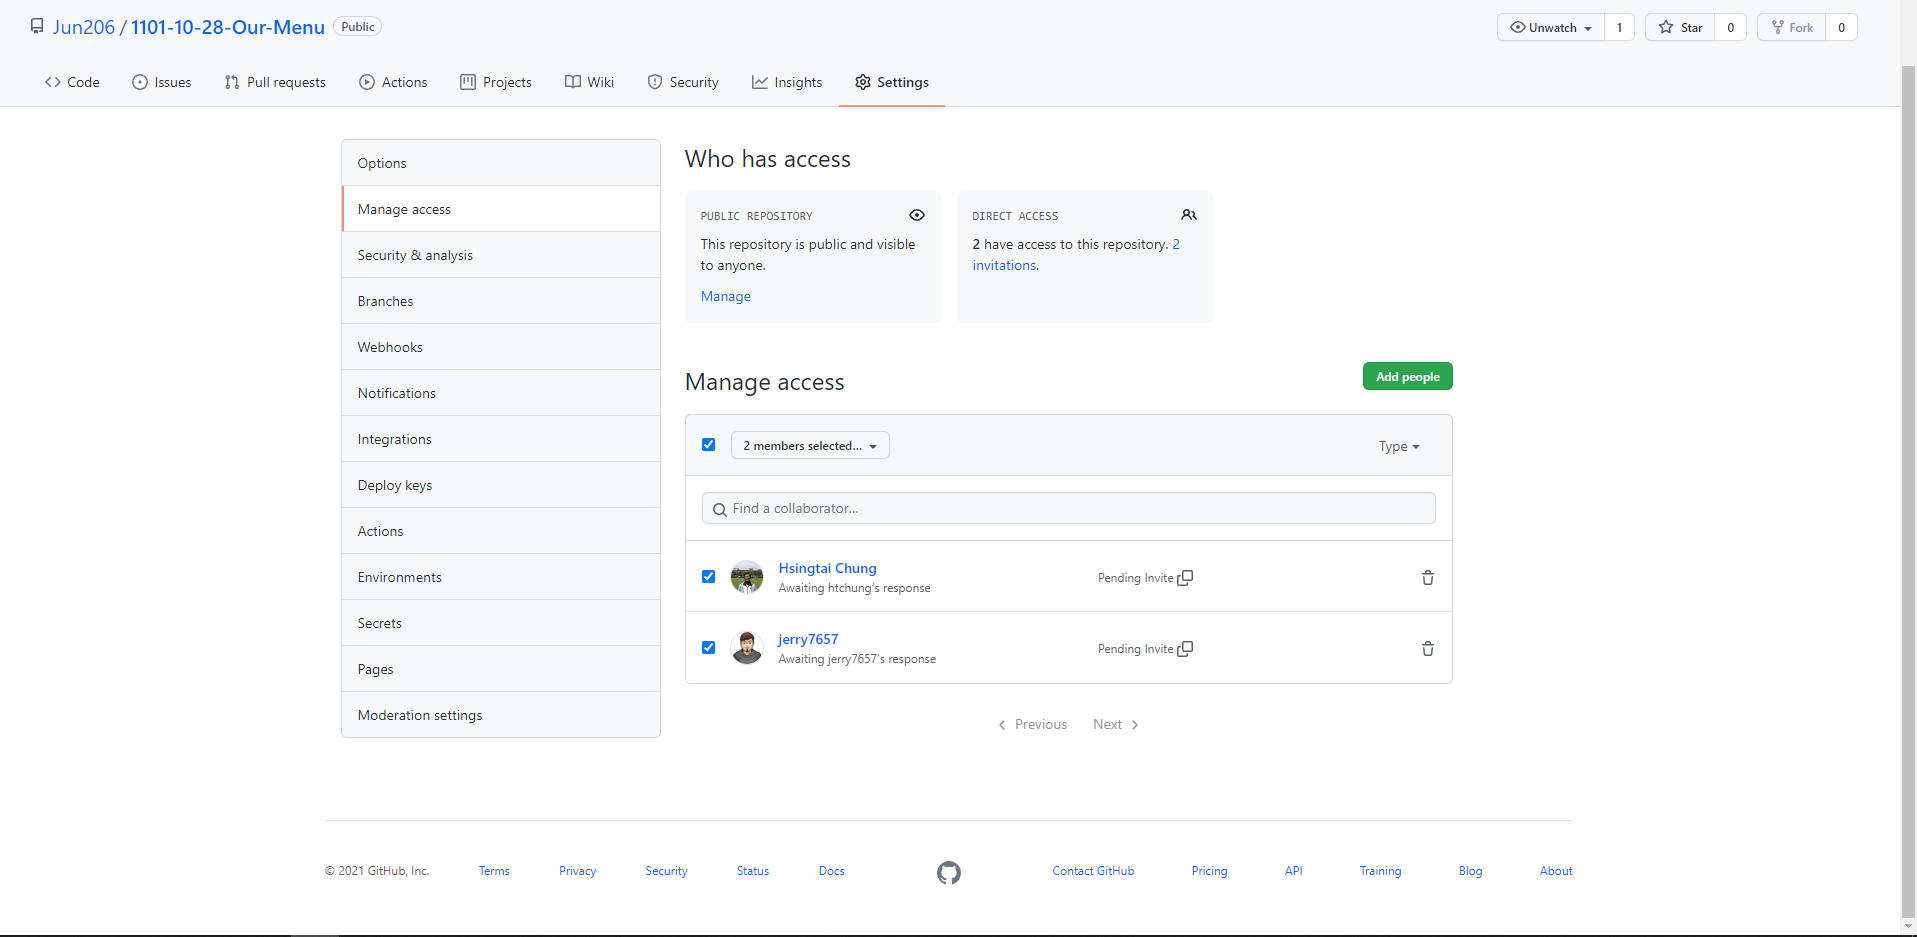 Jun206 / 1101-10-28-Our-Menu Public
Unwatch 1 Star 0 Fork 0
Code Issues Pull requests Actions Projects Wiki Security Insights Settings
Options
Manage access
Security & analysis
Branches
Webhooks
Notifications
Integrations
Deploy keys
Actions
Environments
Secrets
Pages
Moderation settings
Who has access
PUBLIC REPOSITORY
This repository is public and visible
to anyone.
Manage
DIRECT ACCESS
2 have access to this repository. 2
invitations.
Manage access
Add people
2 members selected...
Type
Find a collaborator...
Hsingtai Chung
Awaiting htchung's response
Pending Invite
jerry7657
Awaiting jerry7657's response
Pending Invite
Previous Next
© 2021 GitHub, Inc. Terms Privacy Security Status Docs Contact GitHub Pricing API Training Blog About